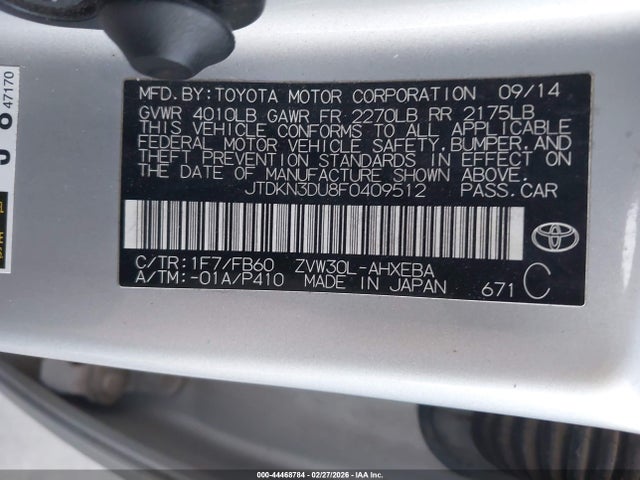 47170
MFD.BY:TOYOTA MOTOR CORPORATION 09/14
GVWR 4010LB GAWR FR 2270LB RR 2175LB
THIS VEHICLE CONFORMS TO ALL APPLICABLE
FEDERAL MOTOR VEHICLE SAFETY,BUMPER,AND
THEFT PREVENTION STANDARDS IN EFFECT ON
THE DATE OF MANUFACTURE SHOWN ABOVE.
JTDKN3DU8F0409512 PASS.CAR
C/TR:1F7/FB60 ZVW30L-AHXEBA
A/TM:-01A/P410 MADE IN JAPAN 671 C
000-44468784 - 02/27/2026 - IAA Corp.